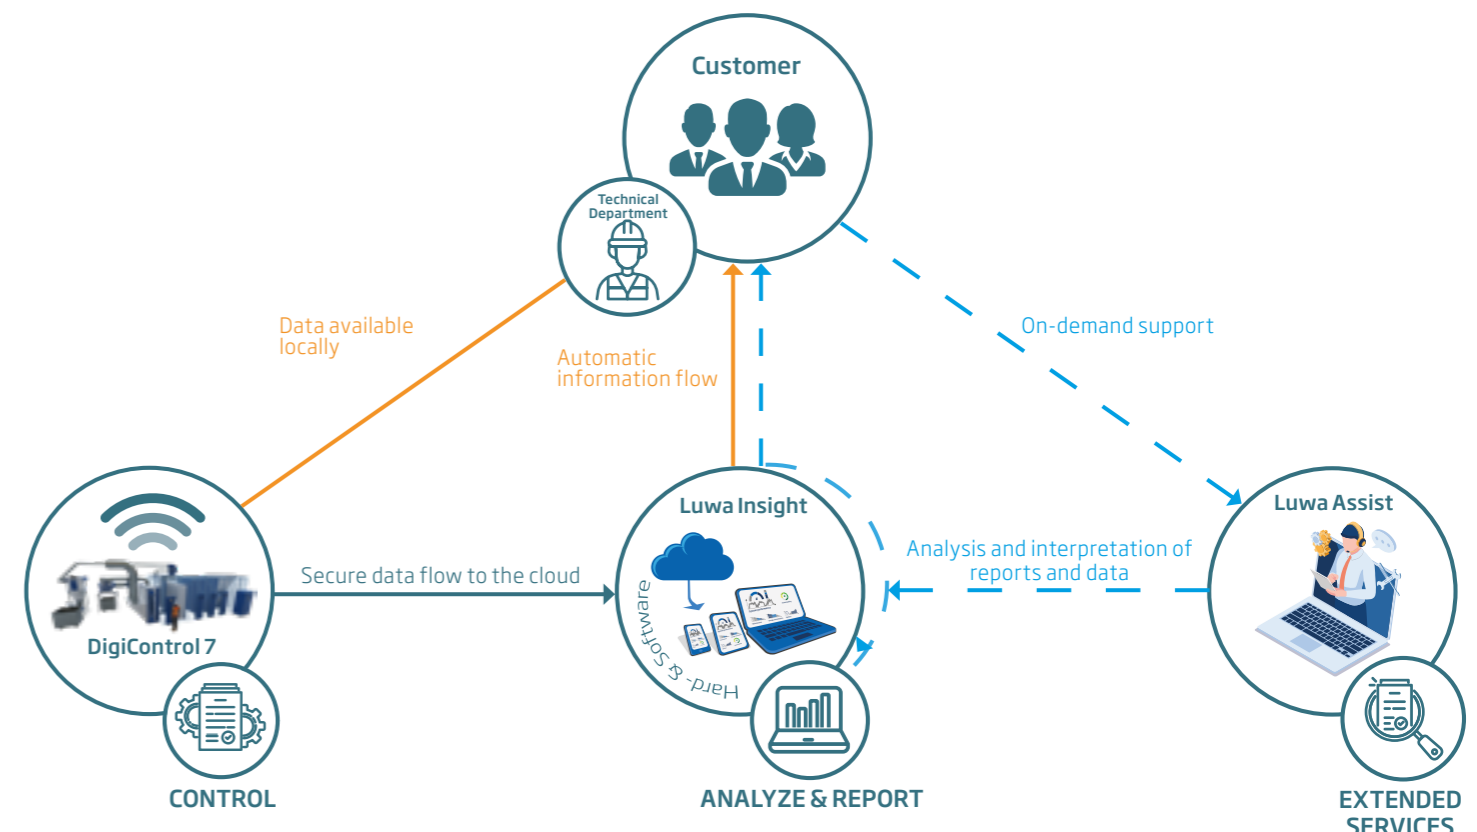 Customer
Technical
Department
Data available
locally
Automatic
information flow
On-demand support
Luwa Insight
Luwa Assist
Analysis and interpretation of
reports and data
Secure data flow to the cloud
DigiControl 7
Hard- & Software
CONTROL
ANALYZE & REPORT
EXTENDED
SERVICES